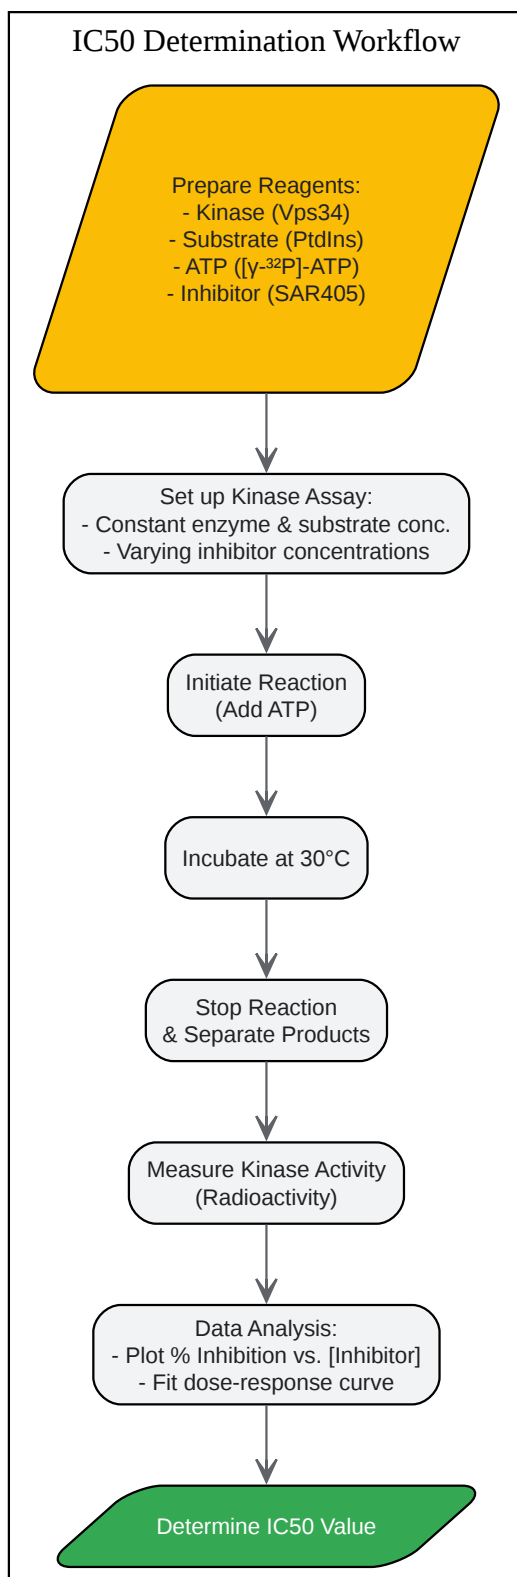 IC50 Determination Workflow
Prepare Reagents:
- Kinase (Vps34)
- Substrate (PtdIns)
- ATP ([γ-³²P]-ATP)
- Inhibitor (SAR405)
Set up Kinase Assay:
- Constant enzyme & substrate conc.
- Varying inhibitor concentrations
Initiate Reaction
(Add ATP)
Incubate at 30°C
Stop Reaction
& Separate Products
Measure Kinase Activity
(Radioactivity)
Data Analysis:
- Plot % Inhibition vs. [Inhibitor]
- Fit dose-response curve
Determine IC50 Value